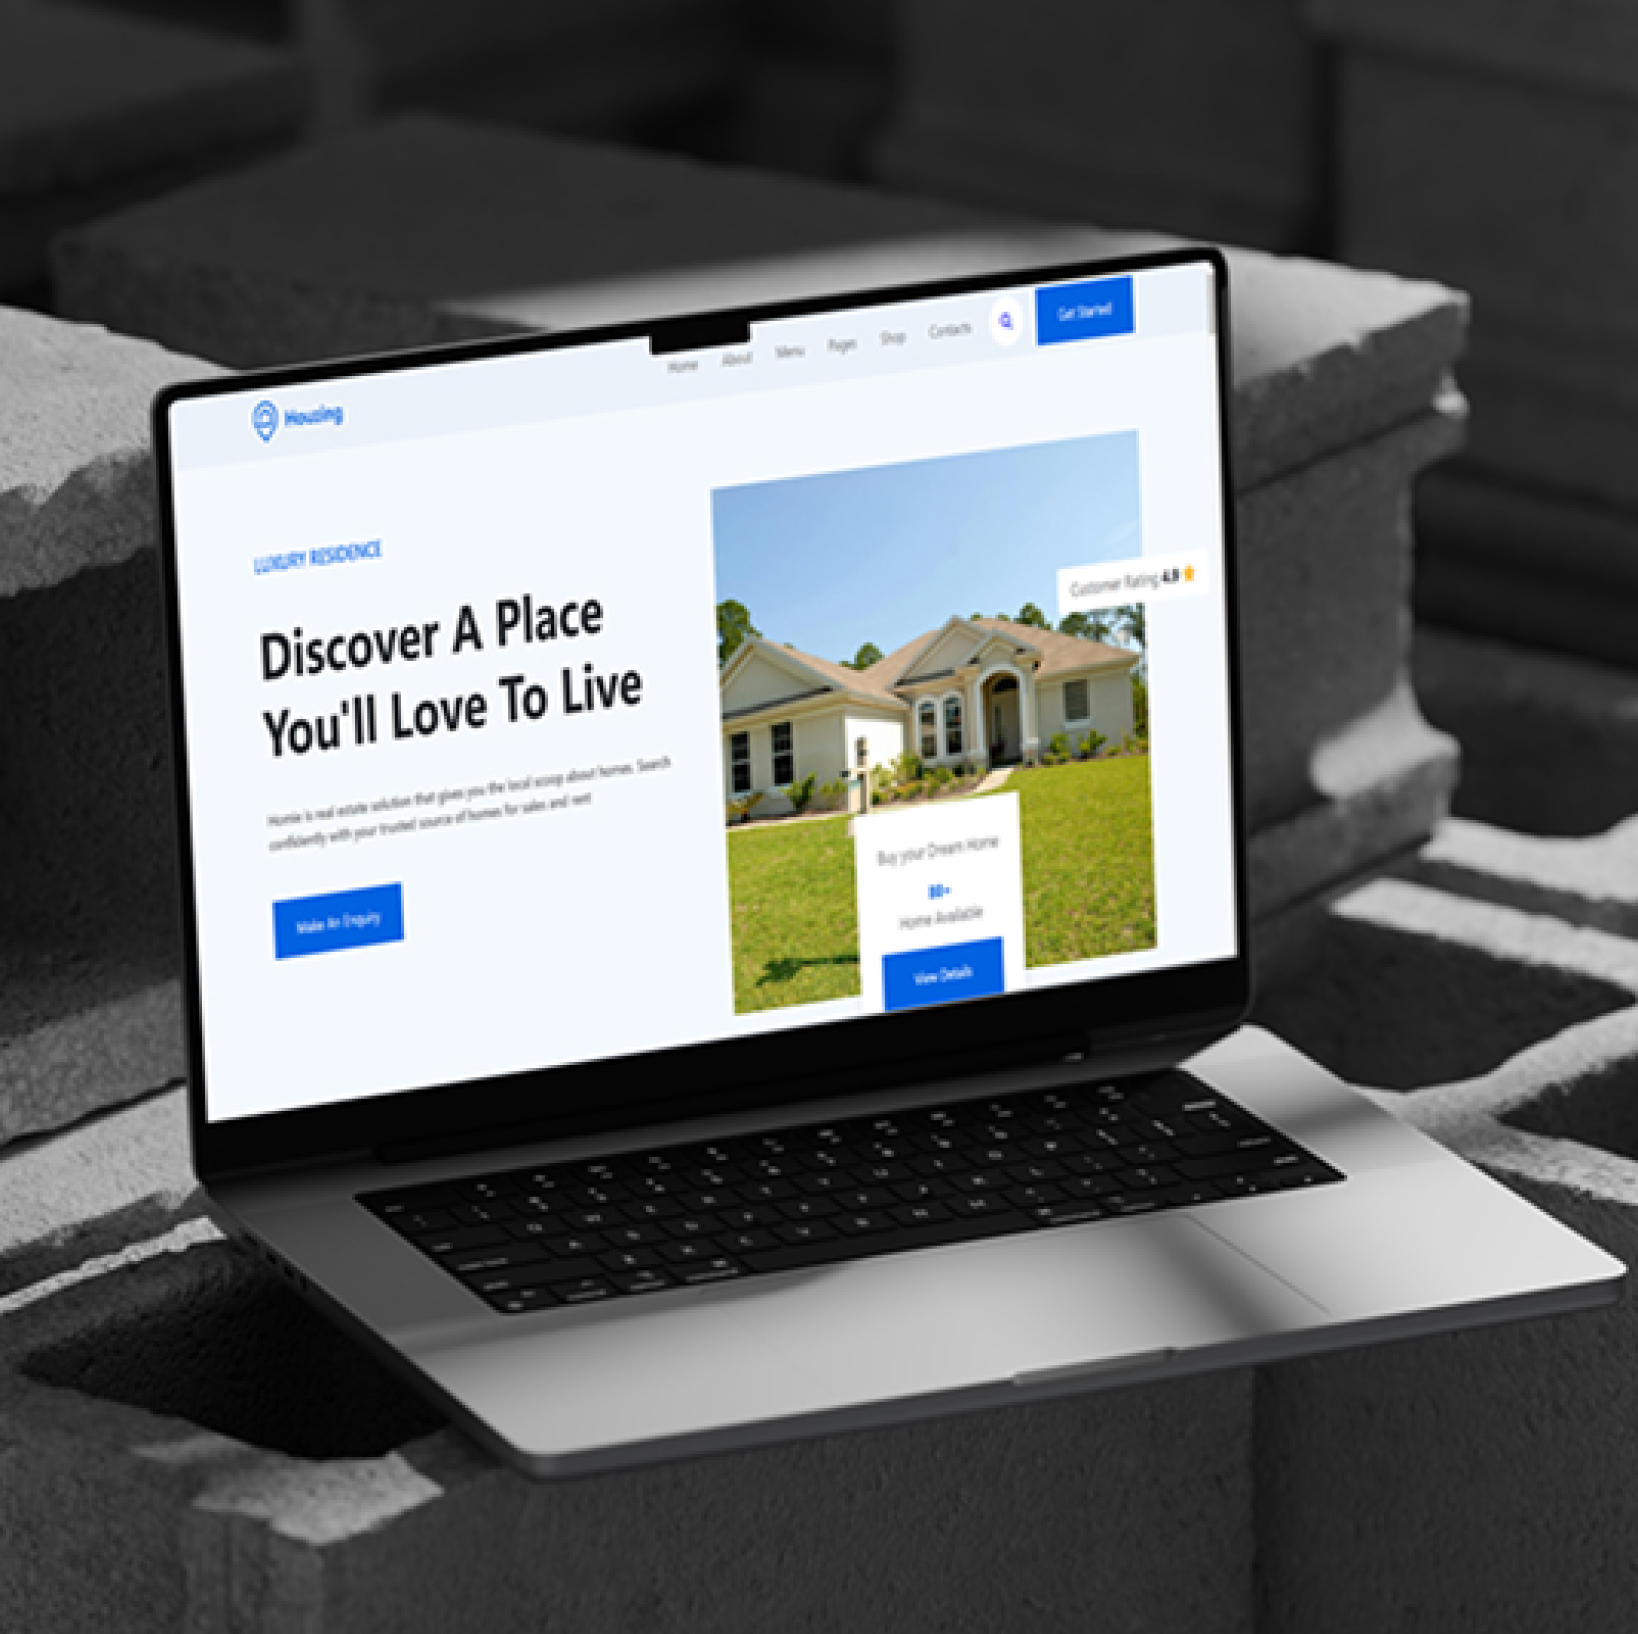 Home About Menu Pages Shop Contacts Get Started
Houzing
LUXURY RESIDENCE
Discover A Place
You'll Love To Live
Homie is real estate solution that gives you the local scoop about homes. Search
confidently with your trusted source of homes for sales and rent
Make An Enquiry
Customer Rating 4.9
Buy your Dream Home
80+
Home Available
View Details